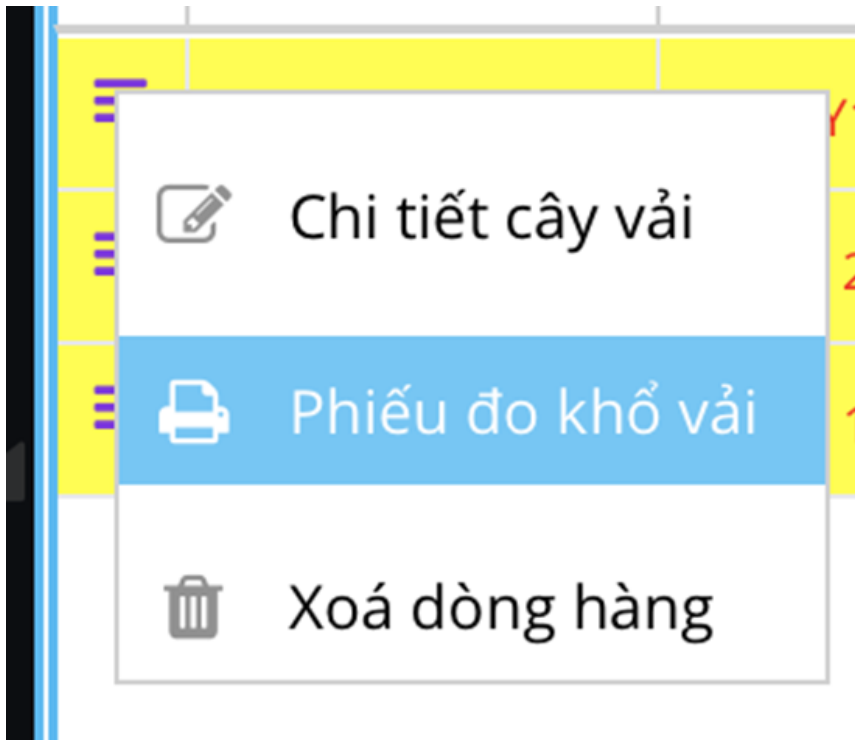 Chi tiết cây vải
Phiếu đo khổ vải
Xoá dòng hàng